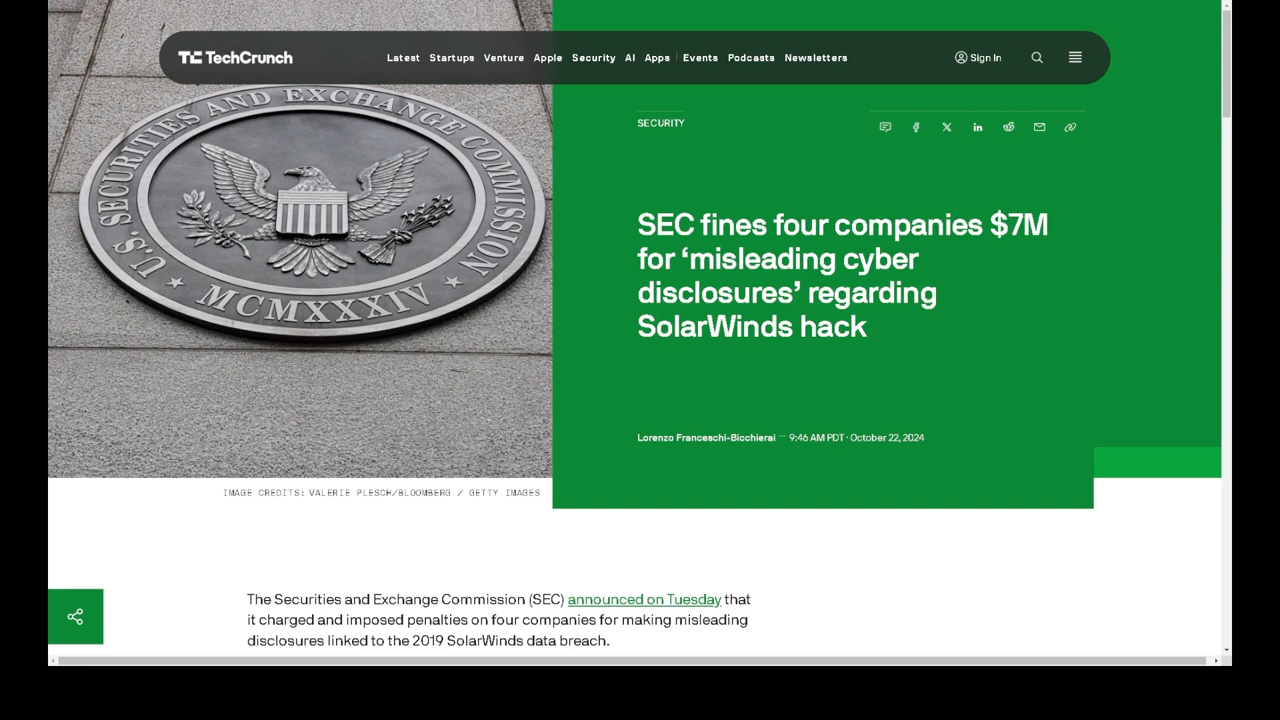 TechCrunch
Latest Startups Venture Apple Security AI Apps Events Podcasts Newsletters
Sign In
U.S. SECURITIES AND EXCHANGE COMMISSION
MCMXXXIV
SECURITY
SEC fines four companies $7M
for ‘misleading cyber
disclosures’ regarding
SolarWinds hack
Lorenzo Franceschi-Bicchierai — 9:46 AM PDT · October 22, 2024
IMAGE CREDITS: VALERIE PLESCH/BLOOMBERG / GETTY IMAGES
The Securities and Exchange Commission (SEC) announced on Tuesday that
it charged and imposed penalties on four companies for making misleading
disclosures linked to the 2019 SolarWinds data breach.